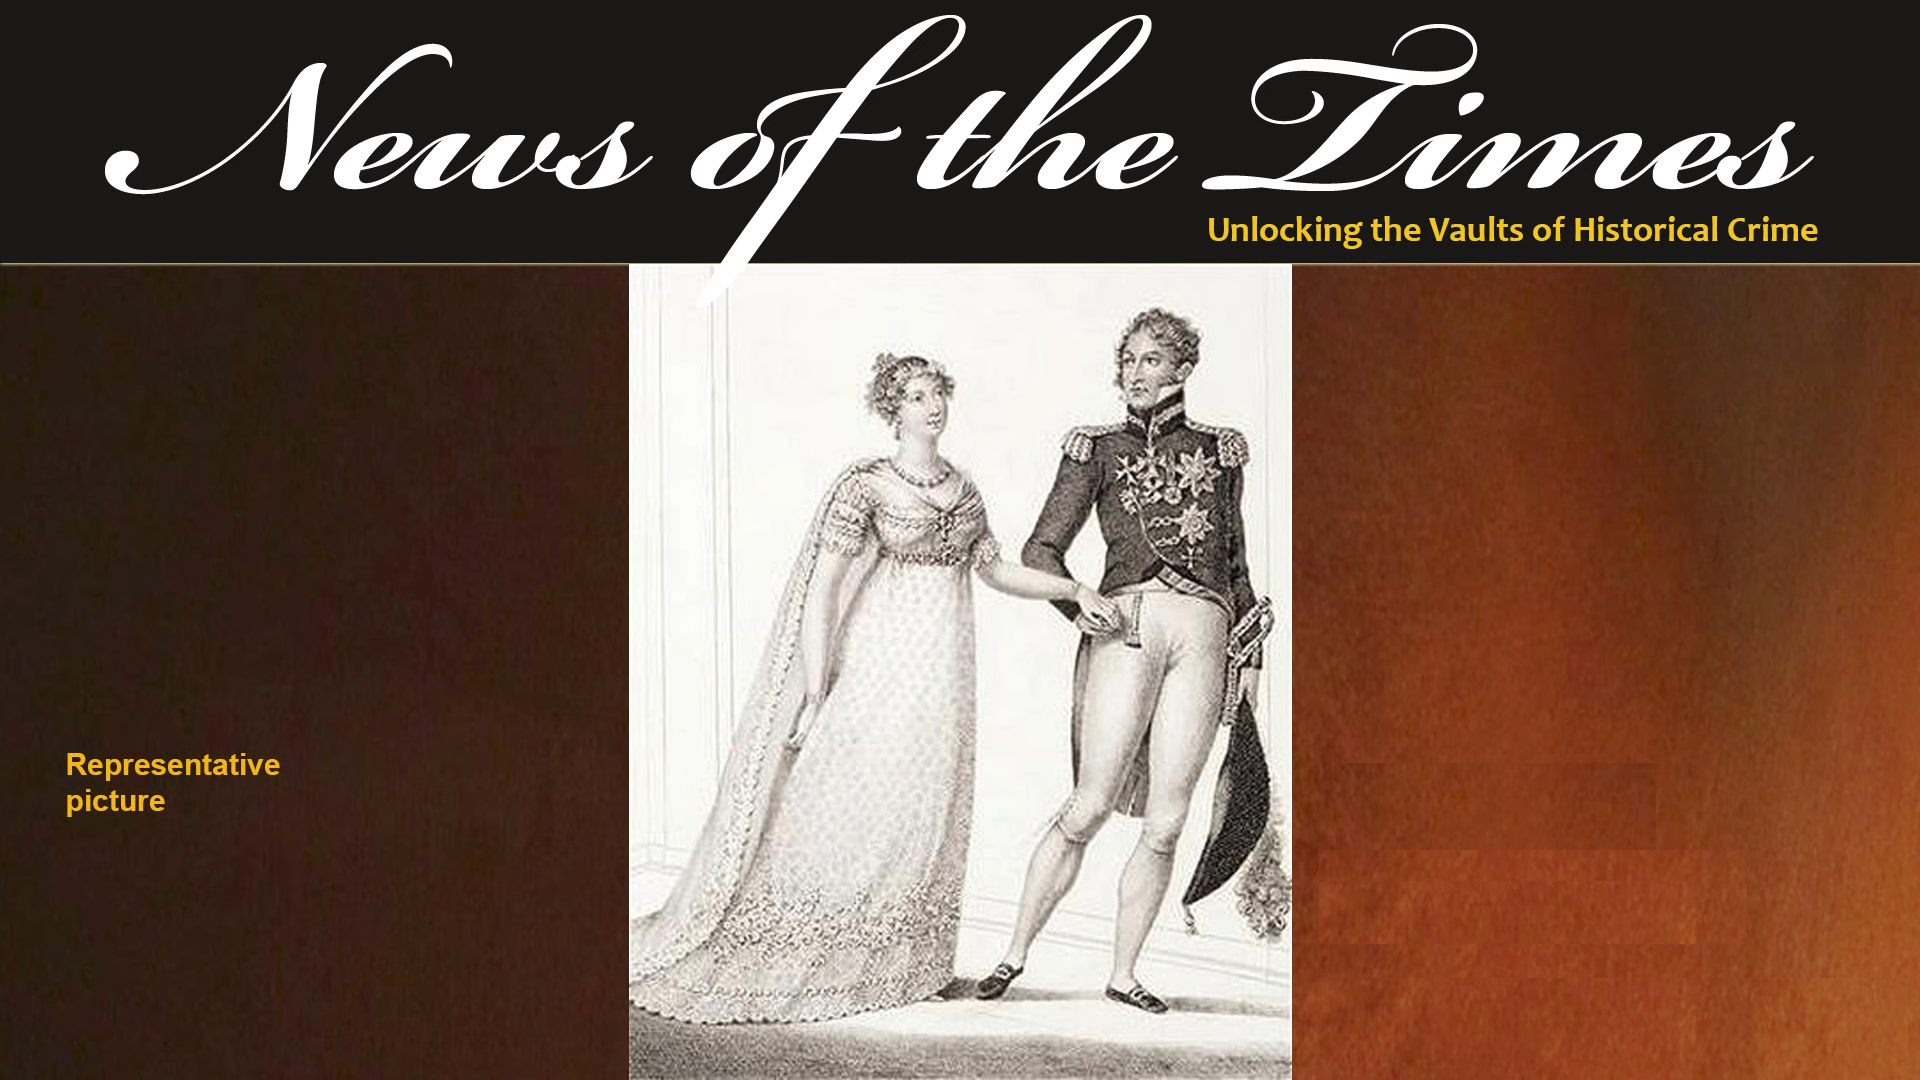 News of the Times
Unlocking the Vaults of Historical Crime
Representative
picture